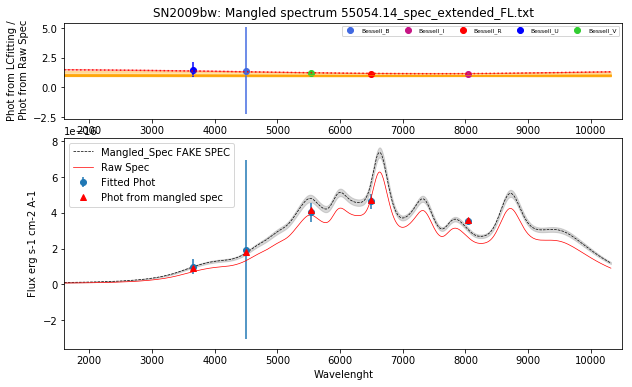 SN2009bw: Mangled spectrum 55054.14_spec_extended_FL.txt
Phot from LCfitting /
Phot from Raw Spec
5.0
2.5
0.0
−2.5
Bessell_B
Bessell_I
Bessell_R
Bessell_U
Bessell_V
2000 3000 4000 5000 6000 7000 8000 9000 10000
Flux erg s-1 cm-2 A-1
8
6
4
2
0
−2
Mangled_Spec FAKE SPEC
Raw Spec
Fitted Phot
Phot from mangled spec
2000 3000 4000 5000 6000 7000 8000 9000 10000
Wavelenght